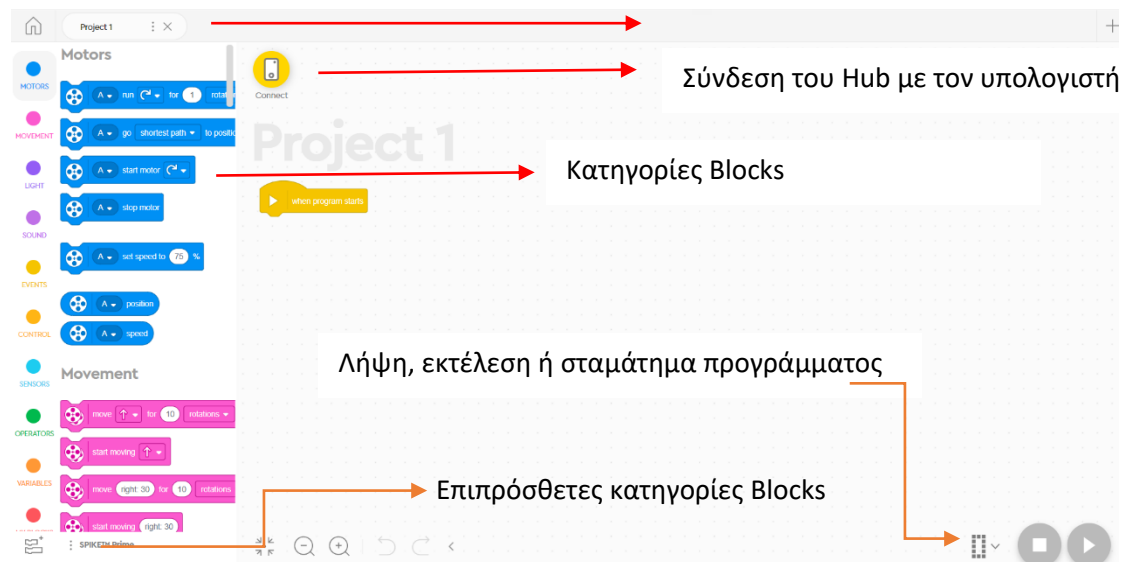 Project 1
Motors
MOTORS
A run for 1 rotat
Connect
Σύνδεση του Hub με τον υπολογιστή
MOVEMENT
A go shortest path to positio
Project 1
LIGHT
A start motor
Κατηγορίες Blocks
A stop motor
when program starts
SOUND
A set speed to 75 %
EVENTS
A position
CONTROL
A speed
Λήψη, εκτέλεση ή σταμάτημα προγράμματος
SENSORS
Movement
move for 10 rotations
OPERATORS
start moving
VARIABLES
move right: 30 for 10 rotations
Επιπρόσθετες κατηγορίες Blocks
start moving right: 30
SPIKE Prime